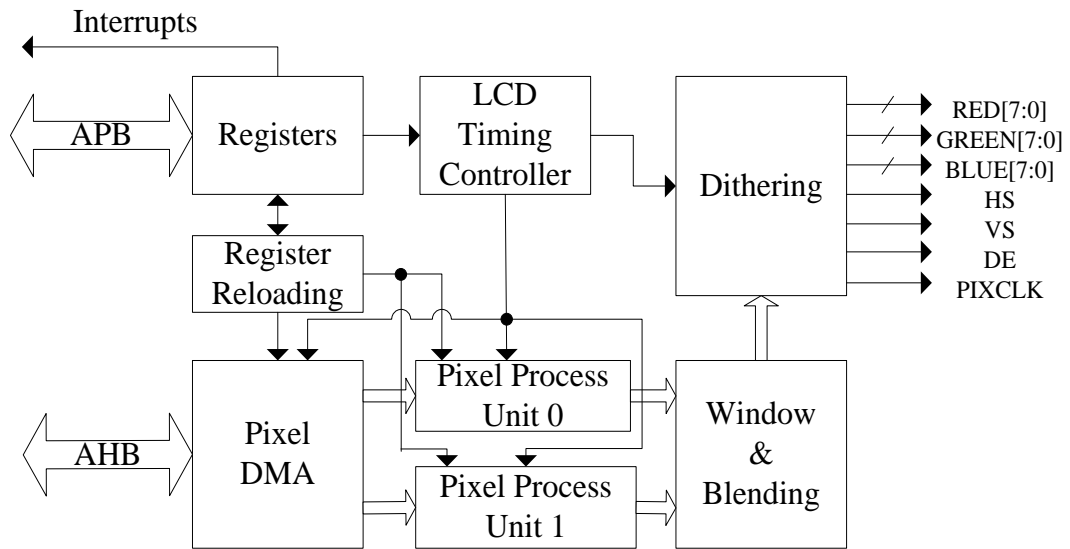 Interrupts
APB
Registers
LCD
Timing
Controller
Dithering
RED[7:0]
GREEN[7:0]
BLUE[7:0]
HS
VS
DE
PIXCLK
Register
Reloading
AHB
Pixel
DMA
Pixel Process
Unit 0
Pixel Process
Unit 1
Window
&
Blending